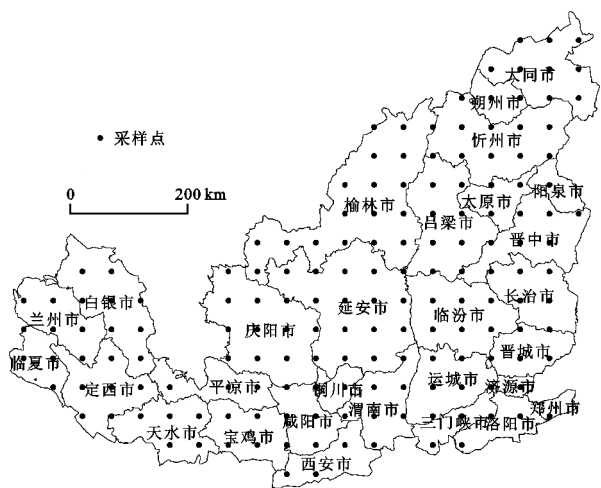 大同市
朔州市
采样点
忻州市
0 200 km
榆林市
吕梁市
太原市
阳泉市
晋中市
白银市
兰州市
庆阳市
延安市
临汾市
长治市
临夏市
定西市
平凉市
铜川市
渭南市
运城市
晋城市
济源市
天水市
宝鸡市
咸阳市
三门峡市
洛阳市
郑州市
西安市